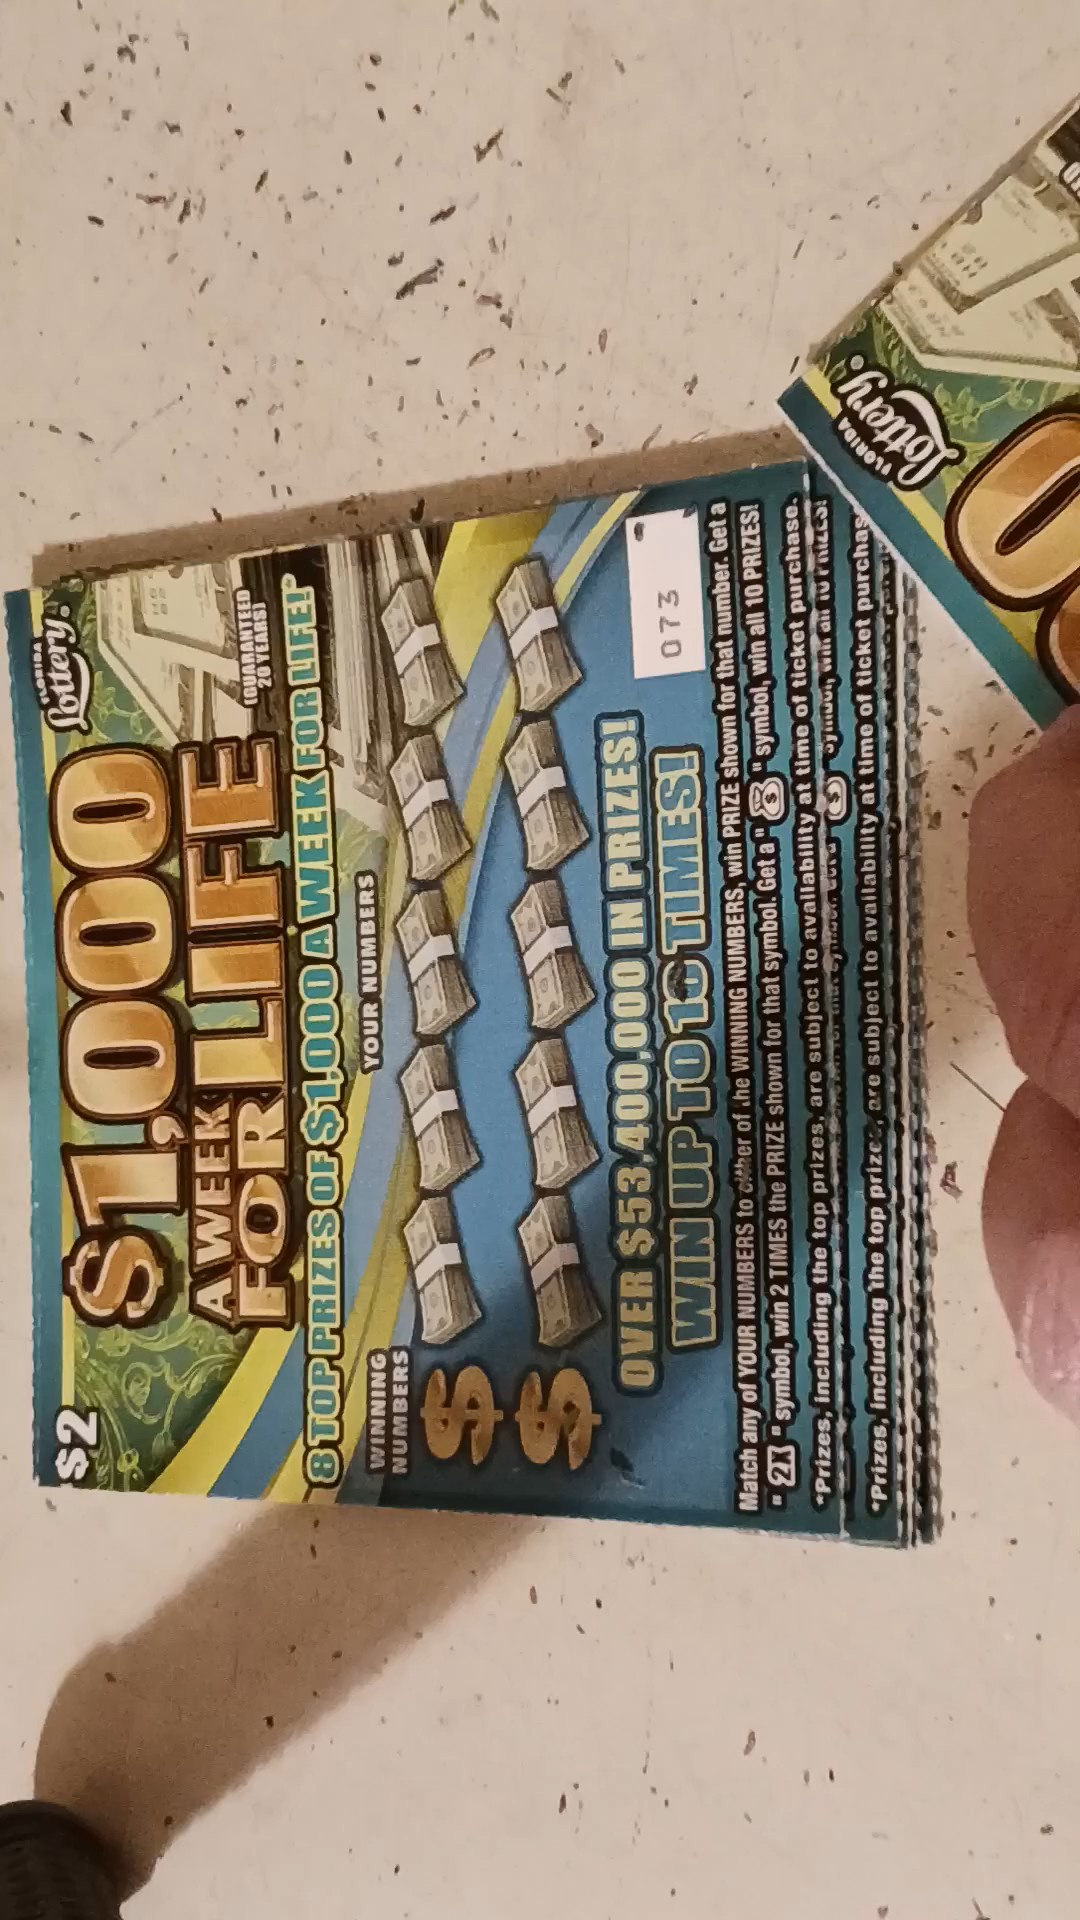 $2
FLORIDA
Lottery.
$1,000
A WEEK
FOR LIFE
(GUARANTEED
20 YEARS)
8 TOP PRIZES OF $1,000 A WEEK FOR LIFE!*
WINNING
NUMBERS
YOUR NUMBERS
$
$
OVER $53,400,000 IN PRIZES!
WIN UP TO 10 TIMES!
073
Match any of YOUR NUMBERS to either of the WINNING NUMBERS, win PRIZE shown for that number. Get a
" 2X " symbol, win 2 TIMES the PRIZE shown for that symbol. Get a " $ " symbol, win all 10 PRIZES!
*Prizes, including the top prizes, are subject to availability at time of ticket purchase.
*Prizes, including the top prizes, are subject to availability at time of ticket purchas
FLORIDA
Lottery.